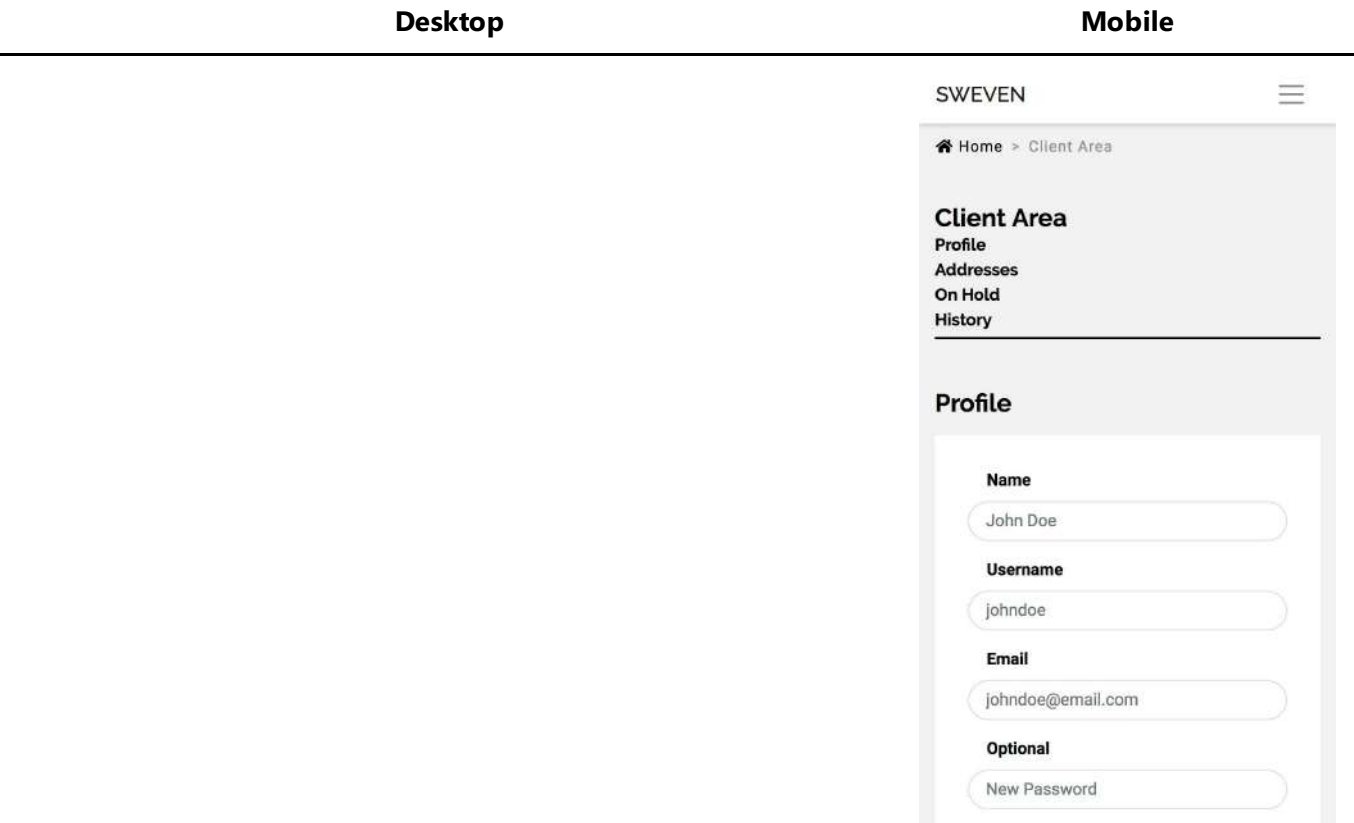 Desktop Mobile
SWEVEN
Home > Client Area
Client Area
Profile
Addresses
On Hold
History
Profile
Name
John Doe
Username
johndoe
Email
johndoe@email.com
Optional
New Password